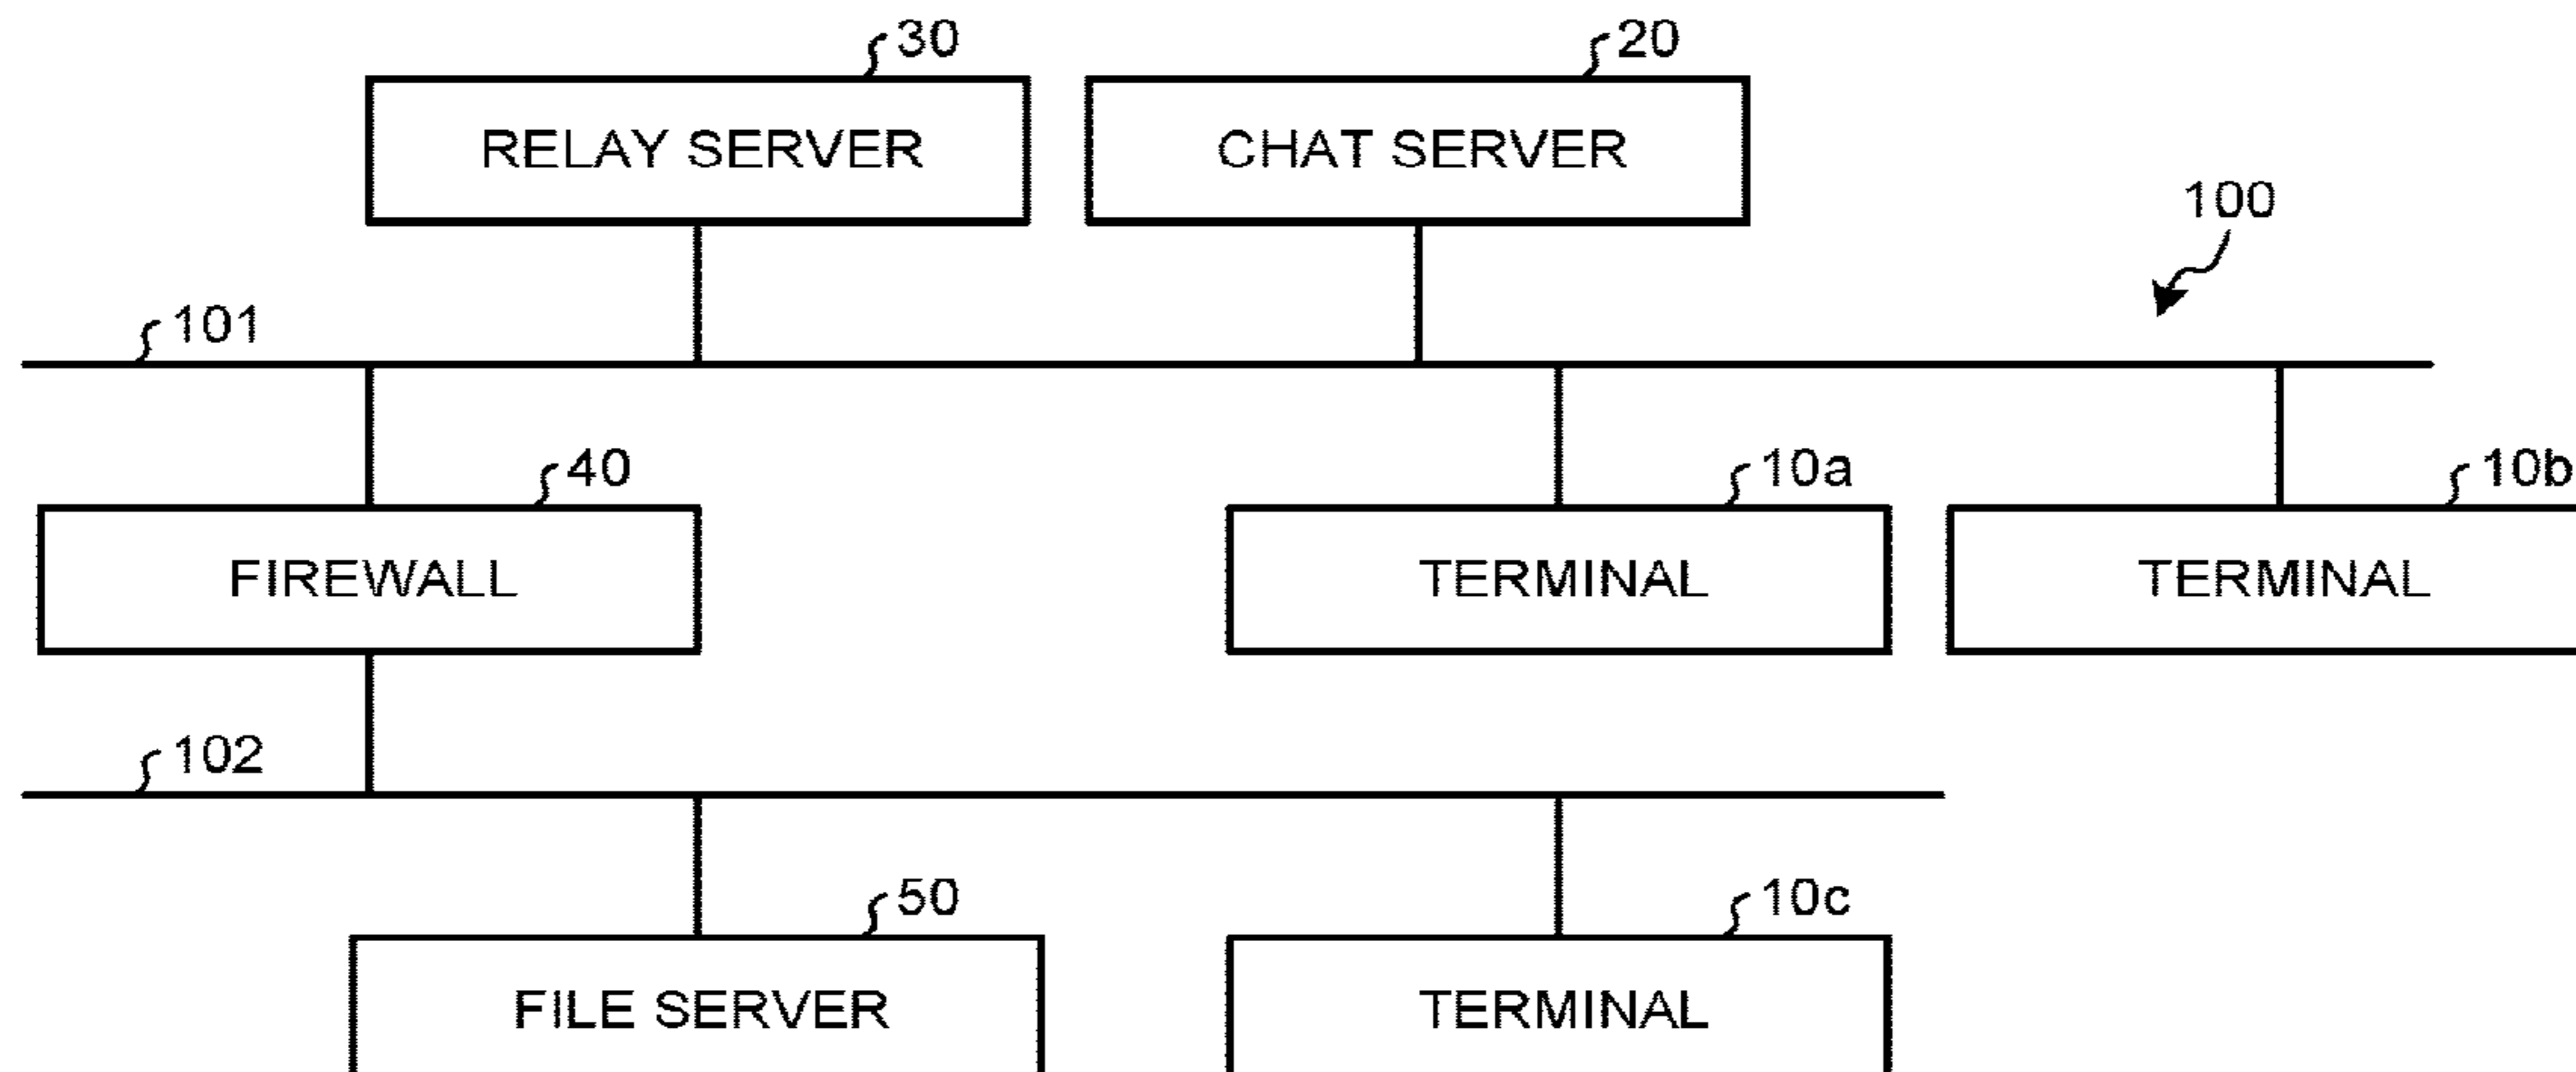 30
20
RELAY SERVER
CHAT SERVER
100
101
40
10a
10b
FIREWALL
TERMINAL
TERMINAL
102
50
10c
FILE SERVER
TERMINAL